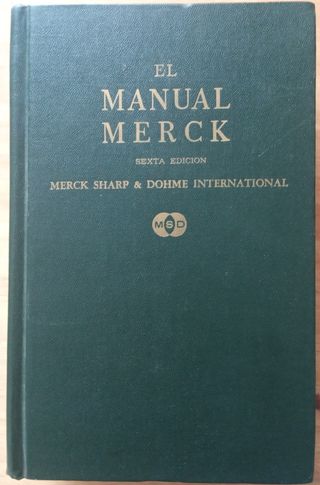 EL
MANUAL
MERCK
SEXTA EDICION
MERCK SHARP & DOHME INTERNATIONAL
MSD